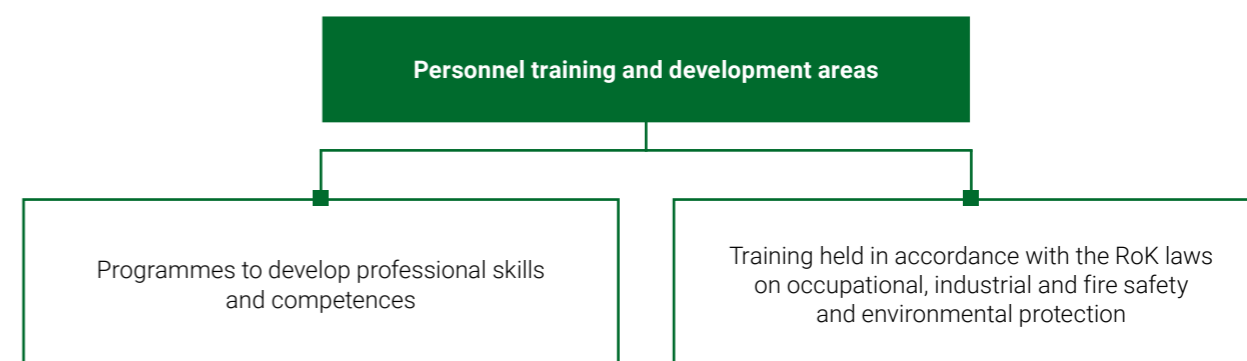 Personnel training and development areas
Programmes to develop professional skills
and competences
Training held in accordance with the RoK laws
on occupational, industrial and fire safety
and environmental protection